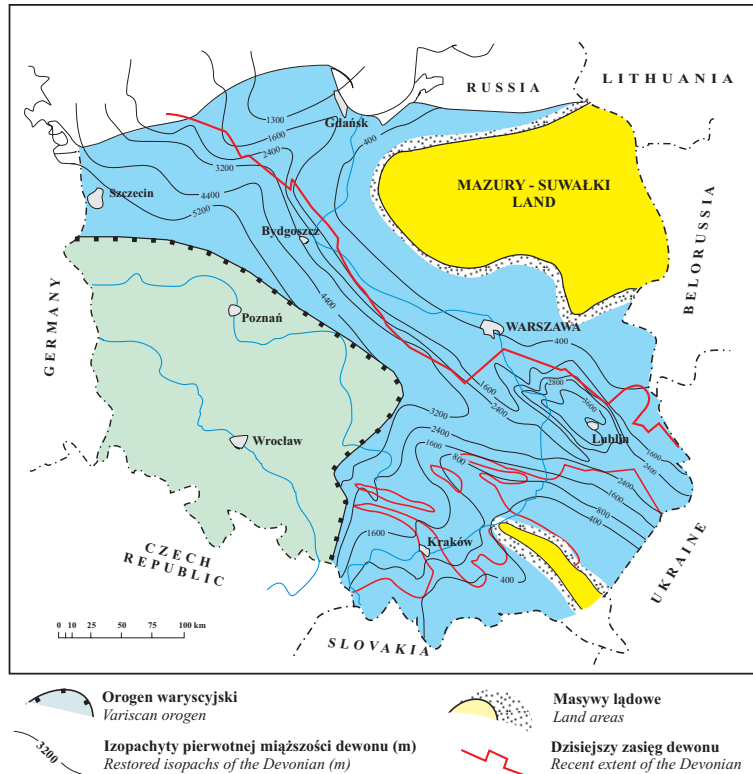 RUSSIA
LITHUANIA
1300
Gdańsk
1600
400
2400
3200
MAZURY - SUWAŁKI
LAND
Szczecin
4400
5200
Bydgoszcz
BELORUSSIA
GERMANY
4400
Poznań
WARSZAWA
400
2800
1600
3600
2400
3200
Lublin
2400
1600
Wrocław
1600
2400
800
2400
1600
800
400
1600
Kraków
CZECH
REPUBLIC
400
UKRAINE
0 10 25 50 100 km
SLOVAKIA
Orogen waryscyjski
Variscan orogen
Masywy lądowe
Land areas
3200
Izopachyty pierwotnej miąższości dewonu (m)
Restored isopachs of the Devonian (m)
Dzisiejszy zasięg dewonu
Recent extent of the Devonian